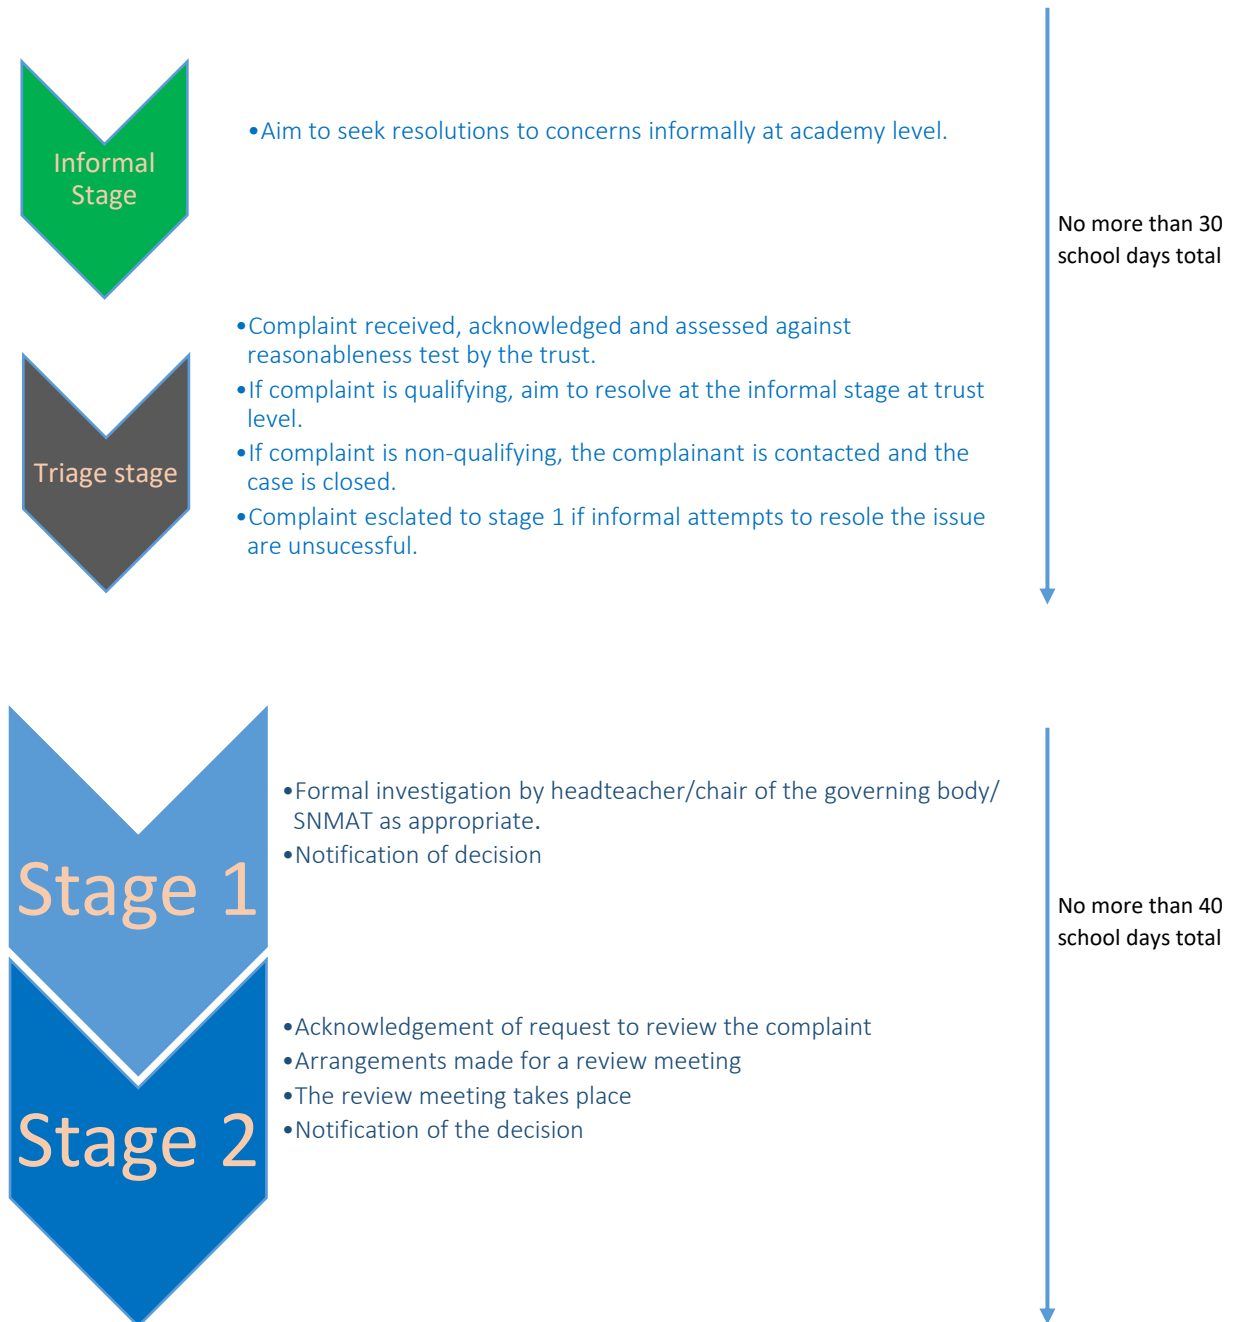 Informal
Stage
•Aim to seek resolutions to concerns informally at academy level.
No more than 30
school days total
Triage stage
•Complaint received, acknowledged and assessed against
reasonableness test by the trust.
•If complaint is qualifying, aim to resolve at the informal stage at trust
level.
•If complaint is non-qualifying, the complainant is contacted and the
case is closed.
•Complaint esclated to stage 1 if informal attempts to resole the issue
are unsucessful.
Stage 1
•Formal investigation by headteacher/chair of the governing body/
SNMAT as appropriate.
•Notification of decision
No more than 40
school days total
Stage 2
•Acknowledgement of request to review the complaint
•Arrangements made for a review meeting
•The review meeting takes place
•Notification of the decision